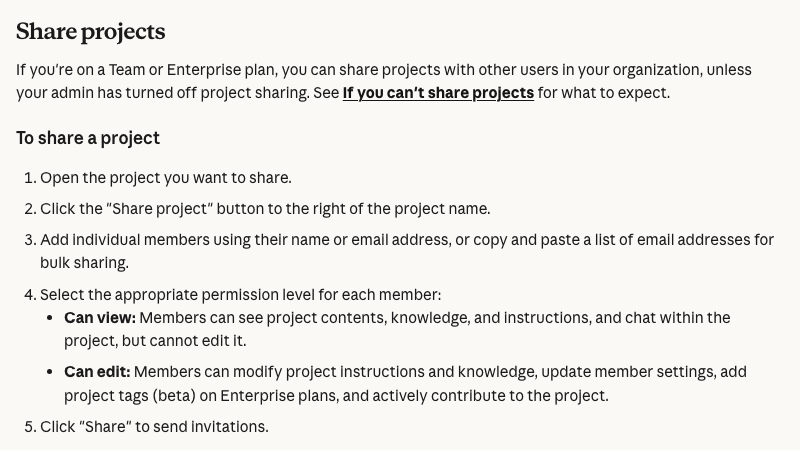 Share projects
If you're on a Team or Enterprise plan, you can share projects with other users in your organization, unless
your admin has turned off project sharing. See If you can't share projects for what to expect.
To share a project
1. Open the project you want to share.
2. Click the "Share project" button to the right of the project name.
3. Add individual members using their name or email address, or copy and paste a list of email addresses for
bulk sharing.
4. Select the appropriate permission level for each member:
• Can view: Members can see project contents, knowledge, and instructions, and chat within the
project, but cannot edit it.
• Can edit: Members can modify project instructions and knowledge, update member settings, add
project tags (beta) on Enterprise plans, and actively contribute to the project.
5. Click "Share" to send invitations.